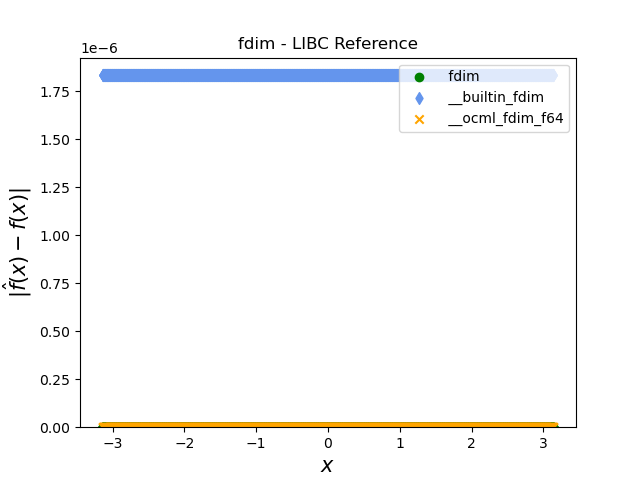 fdim - LIBC Reference
1e−6
fdim
__builtin_fdim
__ocml_fdim_f64
1.75
1.50
1.25
1.00
0.75
0.50
0.25
0.00
|f̂(x) − f(x)|
−3 −2 −1 0 1 2 3
x